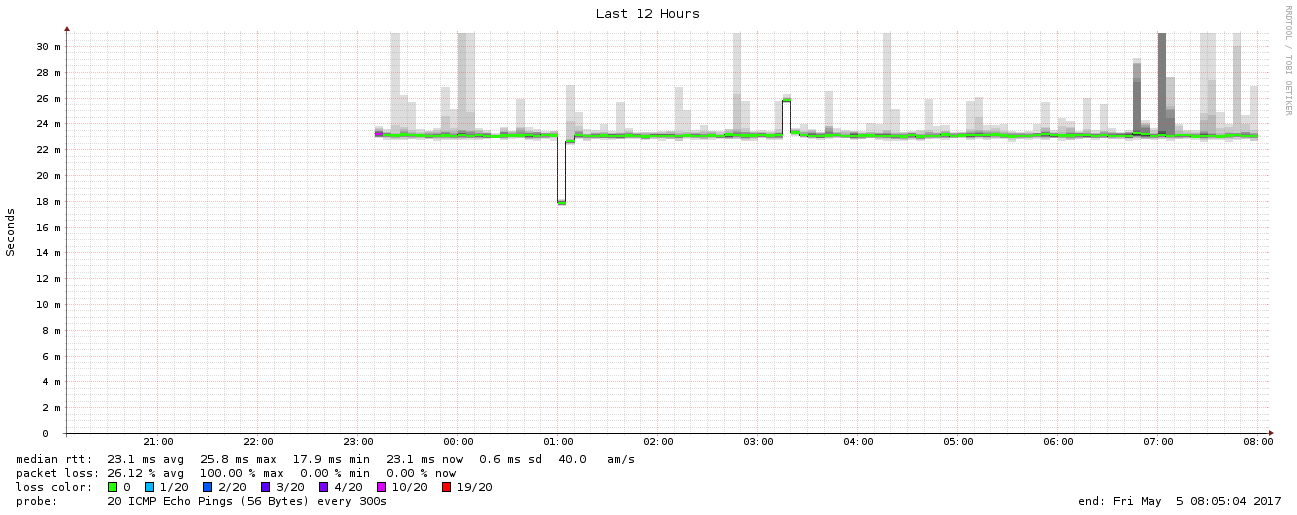 Last 12 Hours
RRDTOOL / TOBI OETIKER
Seconds
30 m
28 m
26 m
24 m
22 m
20 m
18 m
16 m
14 m
12 m
10 m
8 m
6 m
4 m
2 m
0
21:00 22:00 23:00 00:00 01:00 02:00 03:00 04:00 05:00 06:00 07:00 08:00
median rtt: 23.1 ms avg 25.8 ms max 17.9 ms min 23.1 ms now 0.6 ms sd 40.0 am/s
packet loss: 26.12 % avg 100.00 % max 0.00 % min 0.00 % now
loss color: 0 1/20 2/20 3/20 4/20 10/20 19/20
probe: 20 ICMP Echo Pings (56 Bytes) every 300s end: Fri May 5 08:05:04 2017